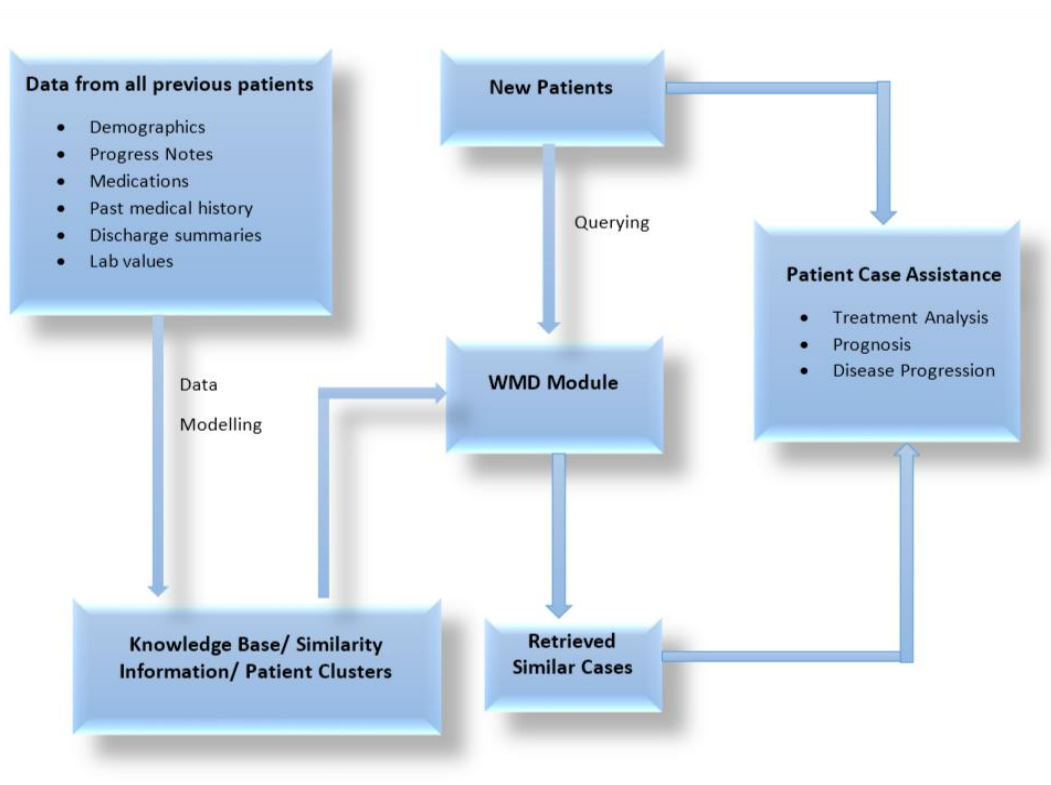 Data from all previous patients
• Demographics
• Progress Notes
• Medications
• Past medical history
• Discharge summaries
• Lab values
New Patients
Querying
Patient Case Assistance
• Treatment Analysis
• Prognosis
• Disease Progression
WMD Module
Data
Modelling
Knowledge Base/ Similarity
Information/ Patient Clusters
Retrieved
Similar Cases